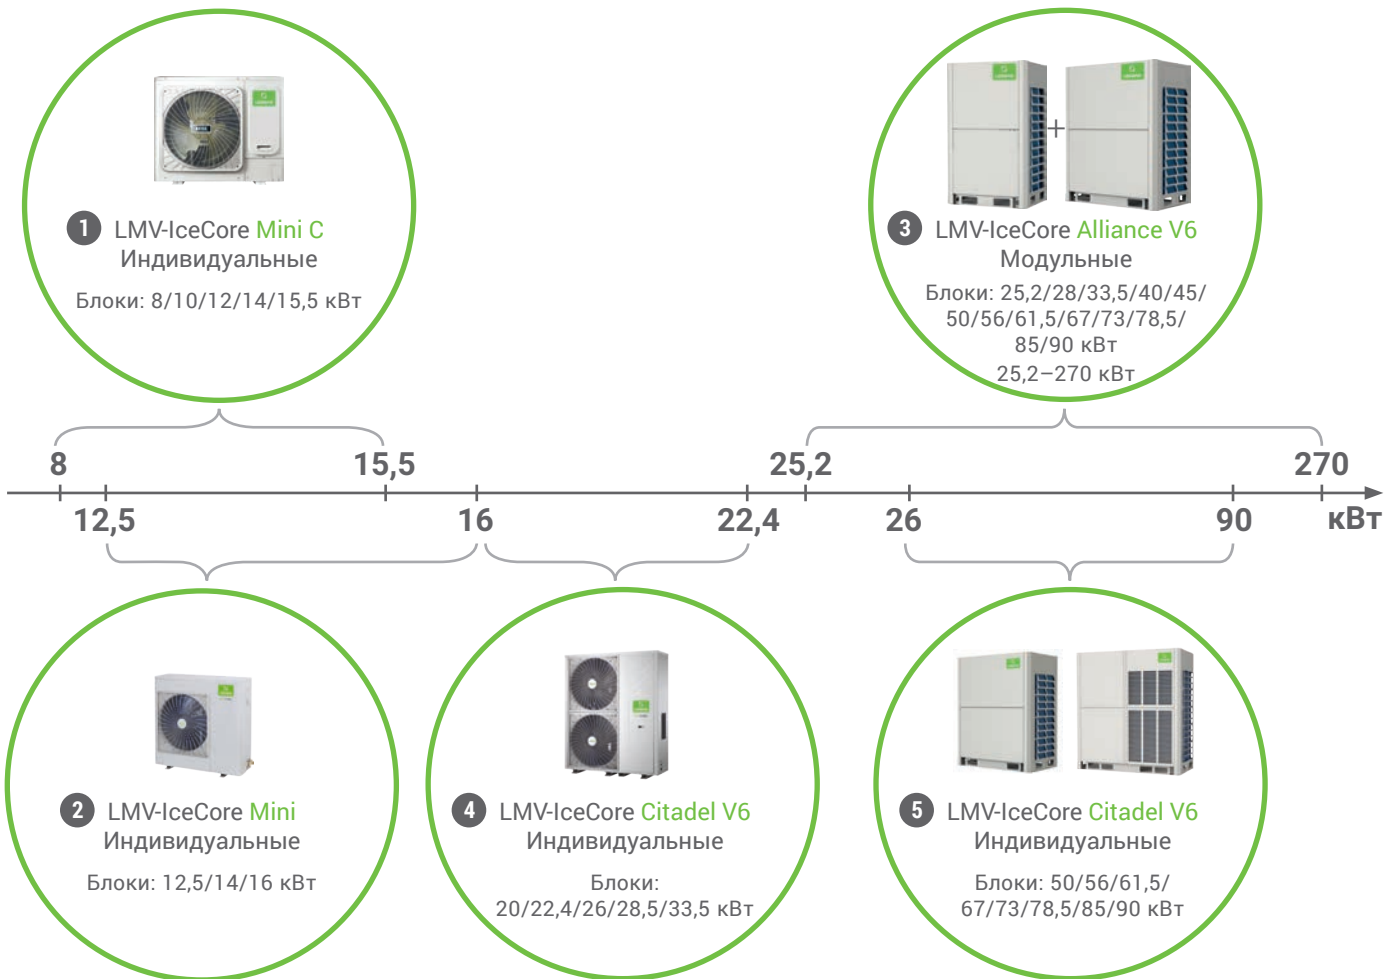 1 LMV-IceCore Mini C
Индивидуальные
Блоки: 8/10/12/14/15,5 кВт
3 LMV-IceCore Alliance V6
Модульные
Блоки: 25,2/28/33,5/40/45/
50/56/61,5/67/73/78,5/
85/90 кВт
25,2–270 кВт
+
8 15,5 25,2 270
12,5 16 22,4 26 90 кВт
2 LMV-IceCore Mini
Индивидуальные
Блоки: 12,5/14/16 кВт
4 LMV-IceCore Citadel V6
Индивидуальные
Блоки:
20/22,4/26/28,5/33,5 кВт
5 LMV-IceCore Citadel V6
Индивидуальные
Блоки: 50/56/61,5/
67/73/78,5/85/90 кВт